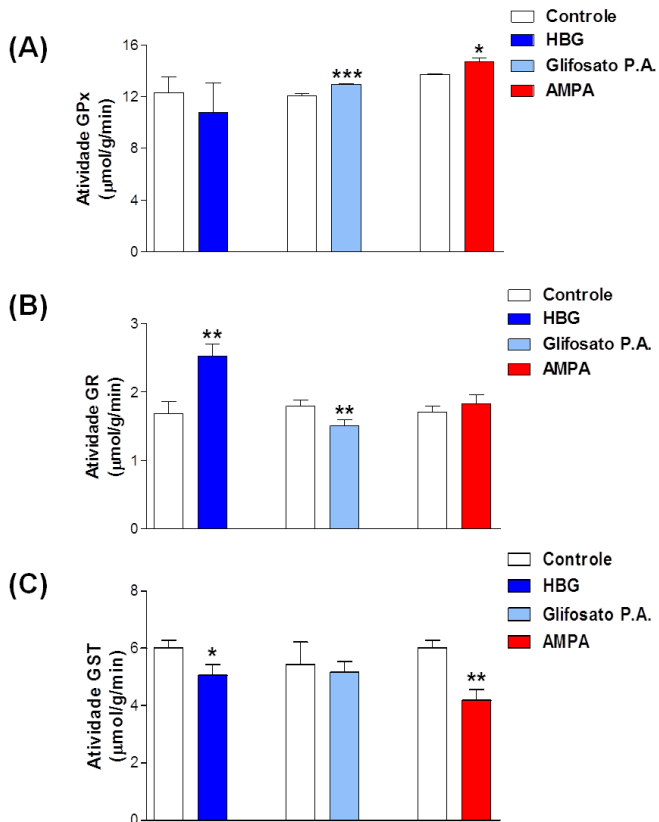 (A)
Controle
HBG
Glifosato P.A.
AMPA
Atividade GPx
(µmol/g/min)
16
12
8
4
0
***
*
(B)
Controle
HBG
Glifosato P.A.
AMPA
Atividade GR
(µmol/g/min)
3
2
1
0
**
**
(C)
Controle
HBG
Glifosato P.A.
AMPA
Atividade GST
(µmol/g/min)
8
6
4
2
0
*
**